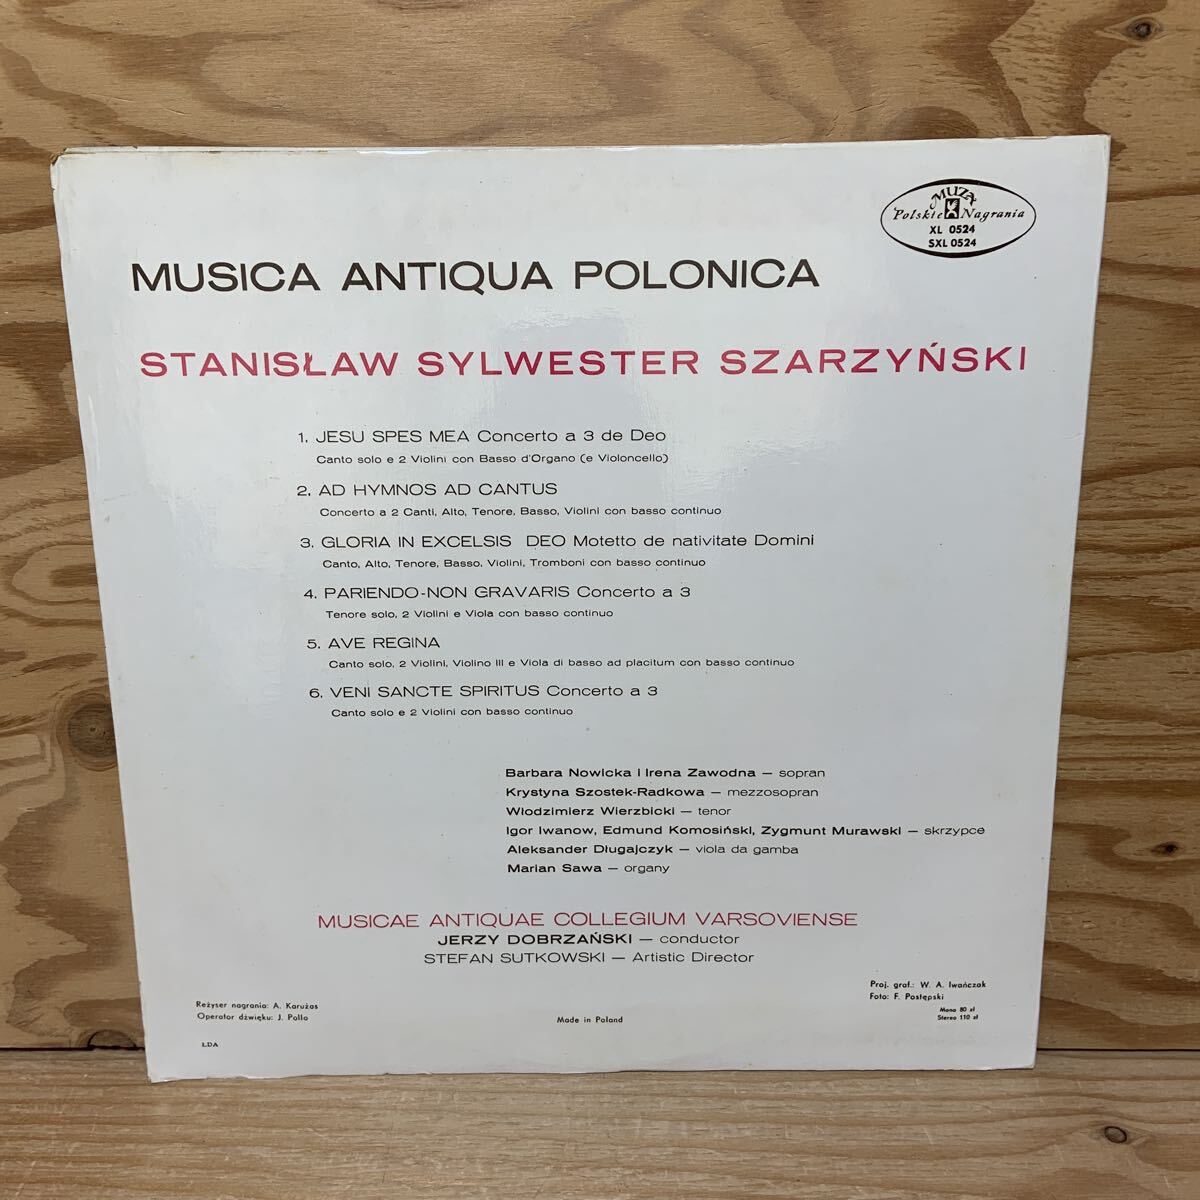 MUZA
Polskie Nagrania
XL 0524
SXL 0524
MUSICA ANTIQUA POLONICA
STANISŁAW SYLWESTER SZARZYŃSKI
1. JESU SPES MEA Concerto a 3 de Deo
Canto solo e 2 Violini con Basso d'Organo (e Violoncello)
2. AD HYMNOS AD CANTUS
Concerto a 2 Canti, Alto, Tenore, Basso, Violini con basso continuo
3. GLORIA IN EXCELSIS DEO Motetto de nativitate Domini
Canto, Alto, Tenore, Basso, Violini, Tromboni con basso continuo
4. PARIENDO-NON GRAVARIS Concerto a 3
Tenore solo, 2 Violini e Viola con basso continuo
5. AVE REGINA
Canto solo, 2 Violini, Violino III e Viola di basso ad placitum con basso continuo
6. VENI SANCTE SPIRITUS Concerto a 3
Canto solo e 2 Violini con basso continuo
Barbara Nowicka i Irena Zawodna — sopran
Krystyna Szostek-Radkowa — mezzosopran
Włodzimierz Wierzbicki — tenor
Igor Iwanow, Edmund Komosiński, Zygmunt Murawski — skrzypce
Aleksander Długajczyk — viola da gamba
Marian Sawa — organy
MUSICAE ANTIQUAE COLLEGIUM VARSOVIENSE
JERZY DOBRZAŃSKI — conductor
STEFAN SUTKOWSKI — Artistic Director
Proj. graf.: W. A. Iwańczak
Foto: F. Postępski
Mono 80 zł
Stereo 110 zł
Reżyser nagrania: A. Karużas
Operator dźwięku: J. Pollo
Made in Poland
ŁDA